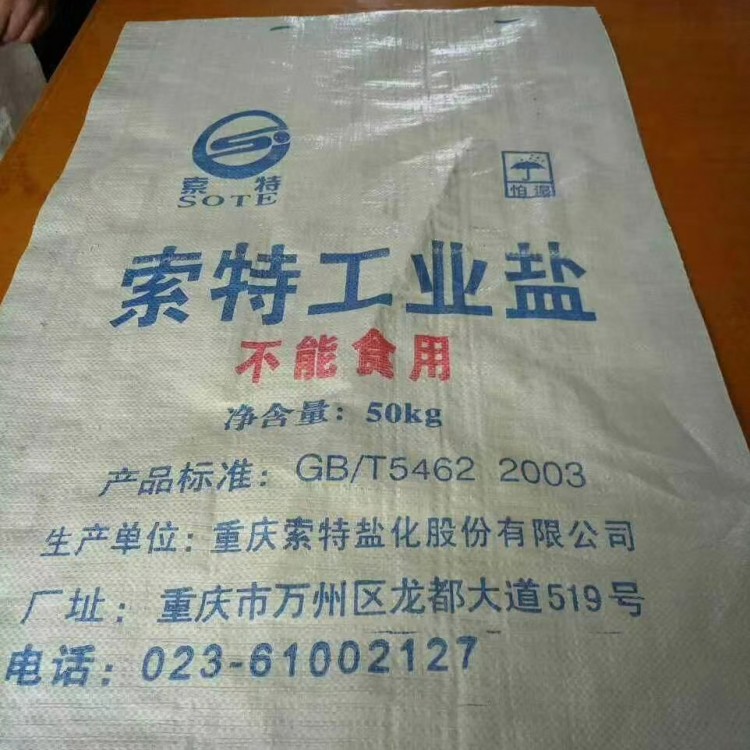 索特
SOTE
怕湿
索特工业盐
不能食用
净含量：50kg
产品标准：GB/T5462 2003
生产单位：重庆索特盐化股份有限公司
厂址：重庆市万州区龙都大道519号
电话：023-61002127